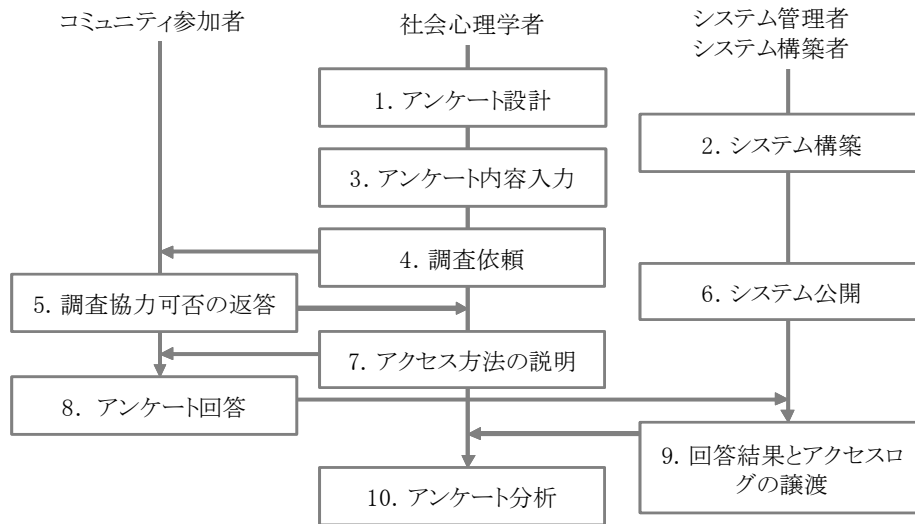 コミュニティ参加者
社会心理学者
システム管理者
システム構築者
1. アンケート設計
2. システム構築
3. アンケート内容入力
4. 調査依頼
5. 調査協力可否の返答
6. システム公開
7. アクセス方法の説明
8. アンケート回答
9. 回答結果とアクセスロ
グの譲渡
10. アンケート分析